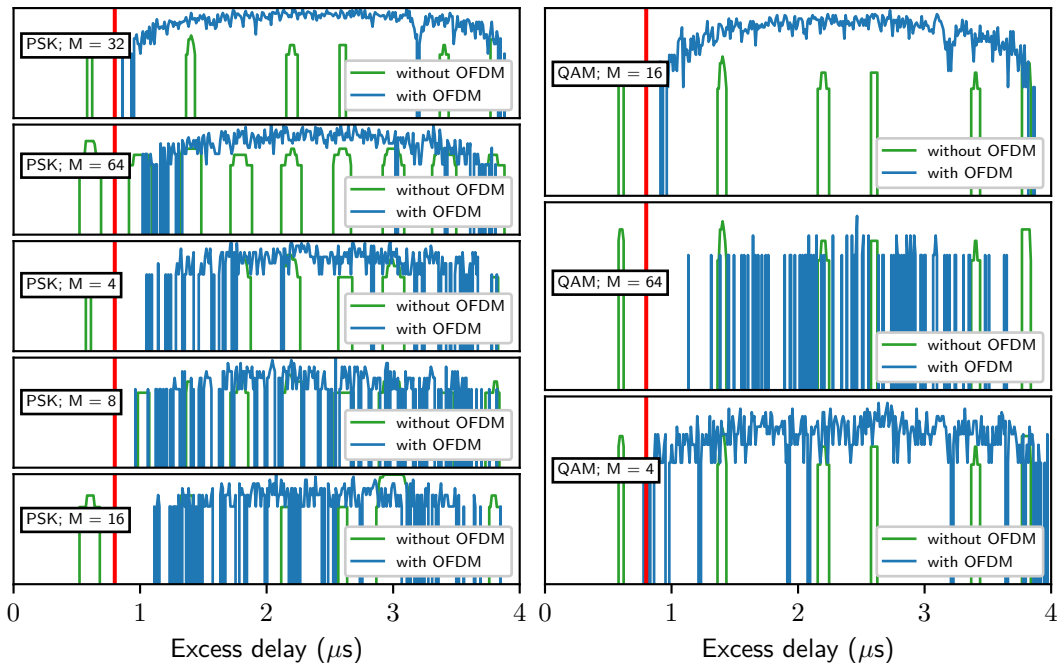 PSK; M = 32
without OFDM
with OFDM
PSK; M = 64
without OFDM
with OFDM
PSK; M = 4
without OFDM
with OFDM
PSK; M = 8
without OFDM
with OFDM
PSK; M = 16
without OFDM
with OFDM
0 1 2 3 4
Excess delay (μs)
QAM; M = 16
without OFDM
with OFDM
QAM; M = 64
without OFDM
with OFDM
QAM; M = 4
without OFDM
with OFDM
0 1 2 3 4
Excess delay (μs)